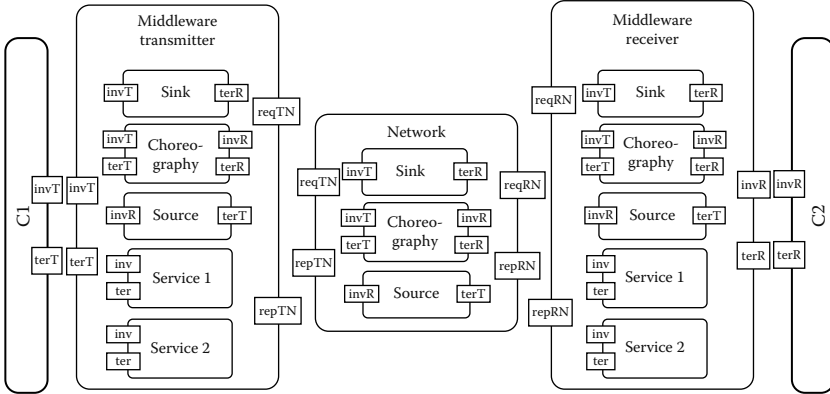 C1
invT
terT
Middleware
transmitter
invT
terT
reqTN
repTN
invT
Sink
terR
invT
terT
Choreo-
graphy
invR
terR
invR
Source
terT
inv
ter
Service 1
inv
ter
Service 2
Network
reqTN
repTN
reqRN
repRN
invT
Sink
terR
invT
terT
Choreo-
graphy
invR
terR
invR
Source
terT
Middleware
receiver
reqRN
repRN
invT
Sink
terR
invT
terT
Choreo-
graphy
invR
terR
invR
Source
terT
inv
ter
Service 1
inv
ter
Service 2
invR
terR
invR
terR
C2